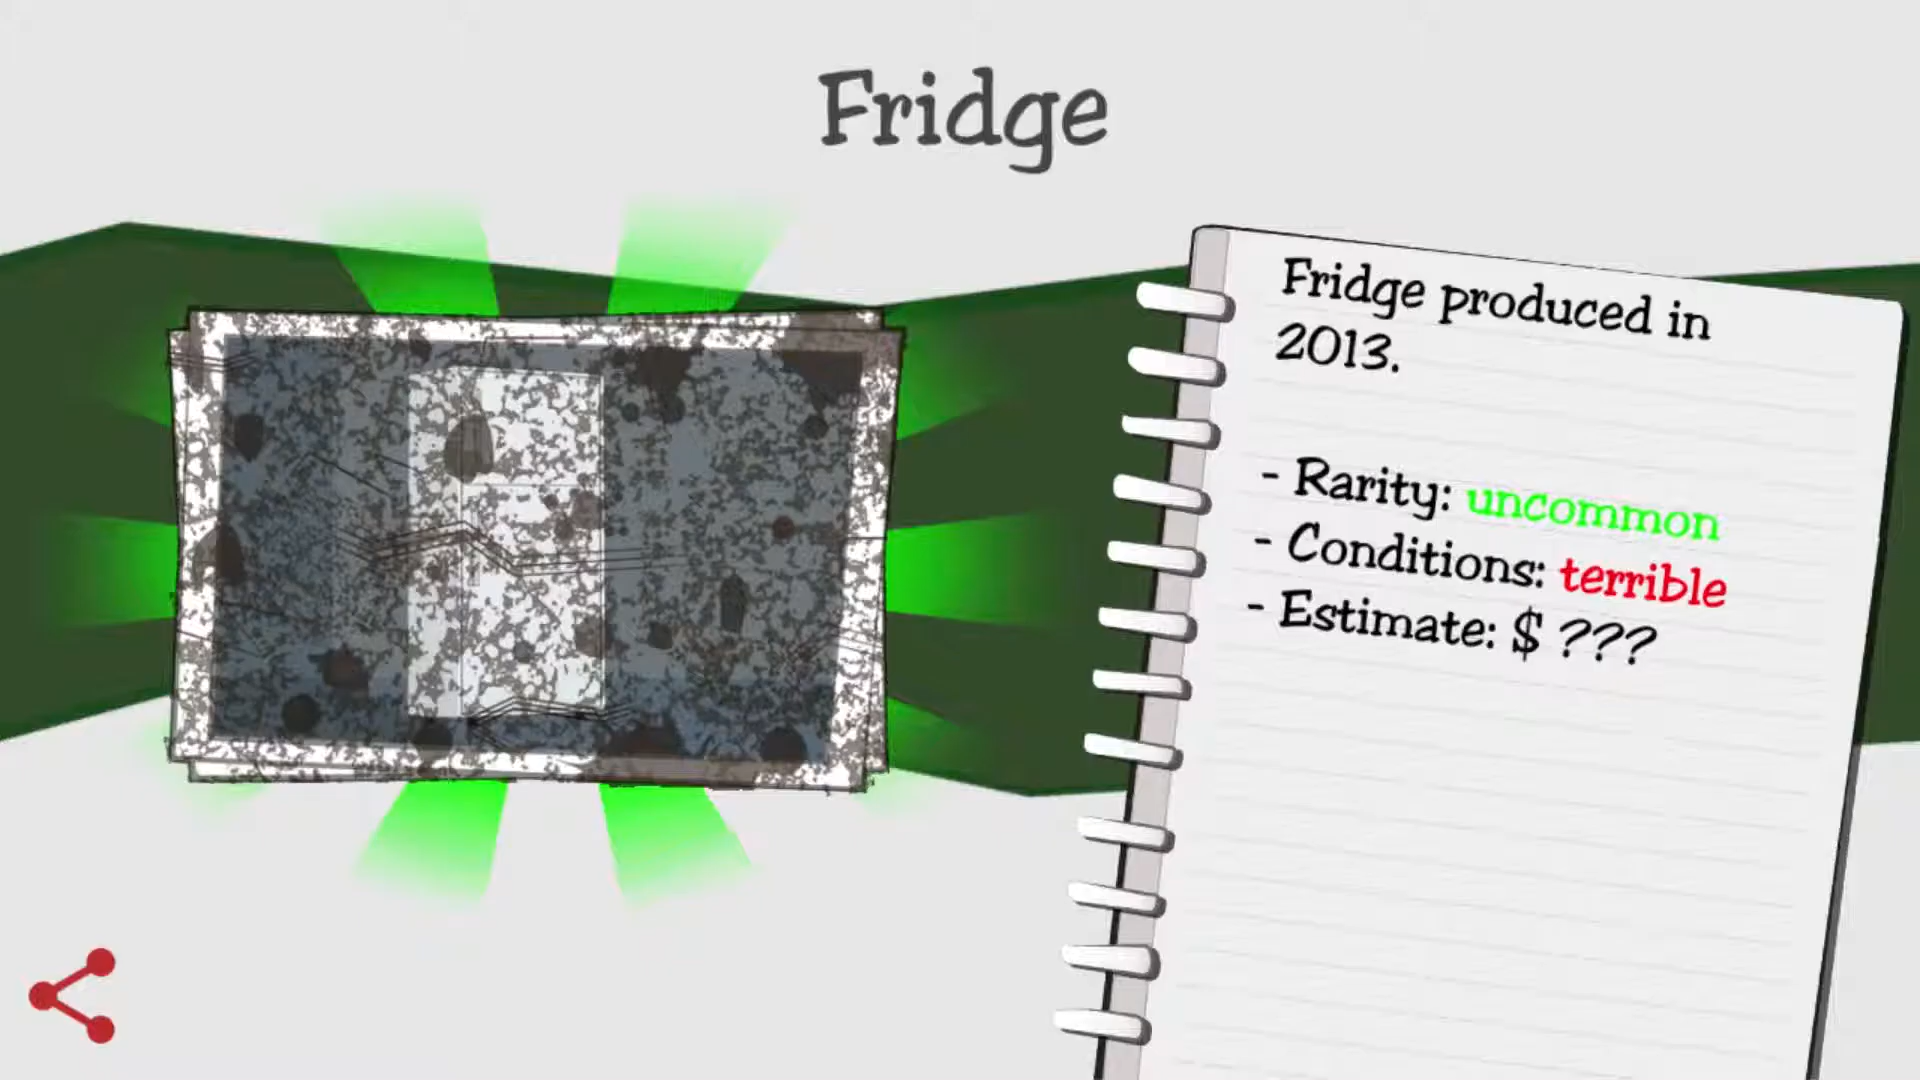 Fridge
Fridge produced in
2013.
- Rarity: uncommon
- Conditions: terrible
- Estimate: $ ???